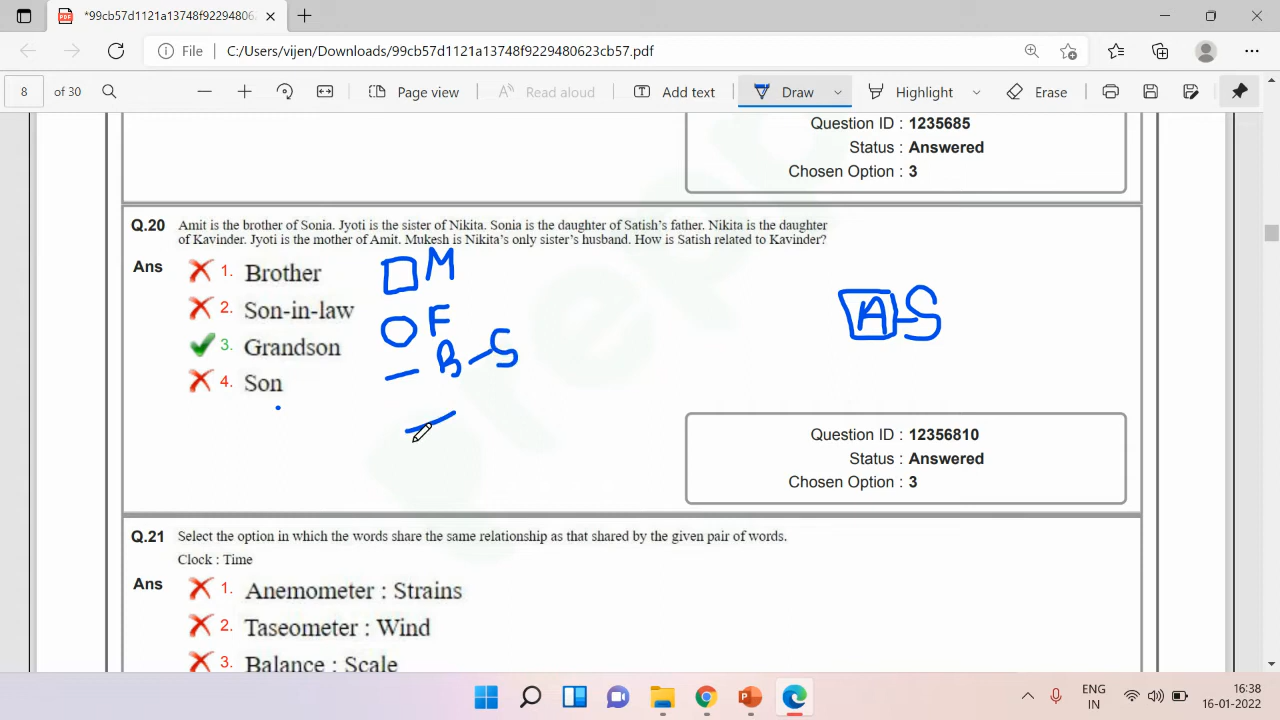 *99cb57d1121a13748f9229480623
File C:/Users/vijen/Downloads/99cb57d1121a13748f9229480623cb57.pdf
8 of 30 Page view Read aloud Add text Draw Highlight Erase
Question ID : 1235685
Status : Answered
Chosen Option : 3
Q.20 Amit is the brother of Sonia. Jyoti is the sister of Nikita. Sonia is the daughter of Satish's father. Nikita is the daughter
of Kavinder. Jyoti is the mother of Amit. Mukesh is Nikita's only sister's husband. How is Satish related to Kavinder?
Ans 1. Brother
2. Son-in-law
3. Grandson
4. Son
M
F
B - S
A - S
Question ID : 12356810
Status : Answered
Chosen Option : 3
Q.21 Select the option in which the words share the same relationship as that shared by the given pair of words.
Clock : Time
Ans 1. Anemometer : Strains
2. Taseometer : Wind
3. Balance : Scale
ENG
IN
16:38
16-01-2022